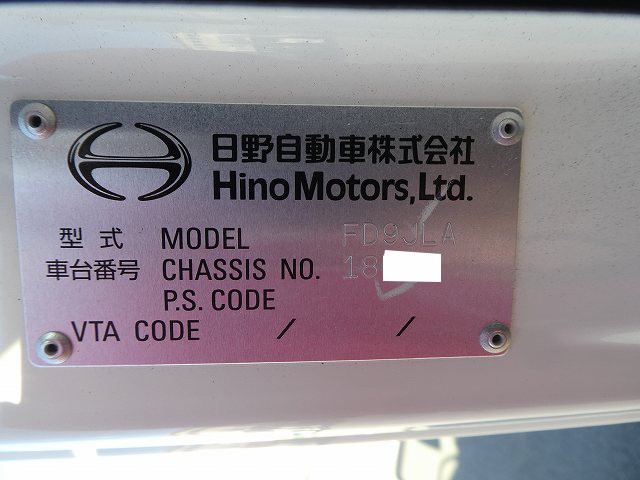 日野自動車株式会社
Hino Motors,Ltd.
型式 MODEL FD9JLA
車台番号 CHASSIS NO. 18
P.S. CODE
VTA CODE / /